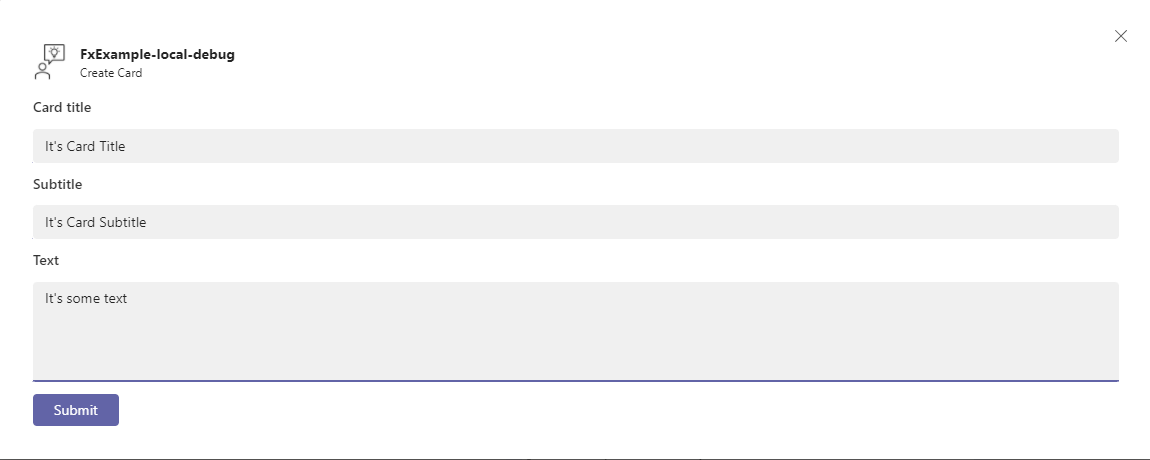 FxExample-local-debug
Create Card
Card title
It's Card Title
Subtitle
It's Card Subtitle
Text
It's some text
Submit